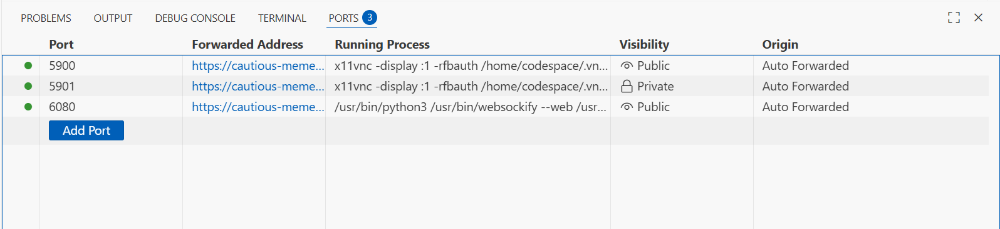 PROBLEMS OUTPUT DEBUG CONSOLE TERMINAL PORTS 3
Port Forwarded Address Running Process Visibility Origin
5900 https://cautious-meme... x11vnc -display :1 -rfbauth /home/codespace/.vn... Public Auto Forwarded
5901 https://cautious-meme... x11vnc -display :1 -rfbauth /home/codespace/.vn... Private Auto Forwarded
6080 https://cautious-meme... /usr/bin/python3 /usr/bin/websockify --web /usr... Public Auto Forwarded
Add Port